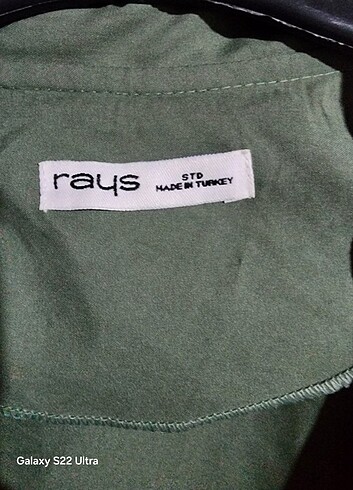 rays
STD
MADE IN TURKEY
Galaxy S22 Ultra